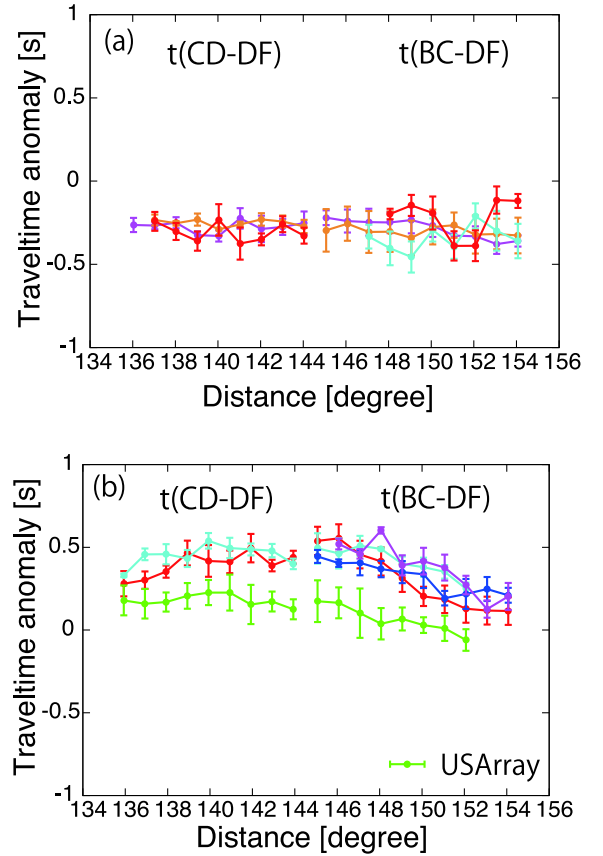 (a)
t(CD-DF) t(BC-DF)
Traveltime anomaly [s]
1
0.5
0
-0.5
-1
134 136 138 140 142 144 146 148 150 152 154 156
Distance [degree]
(b)
t(CD-DF) t(BC-DF)
Traveltime anomaly [s]
1
0.5
0
-0.5
-1
USArray
134 136 138 140 142 144 146 148 150 152 154 156
Distance [degree]